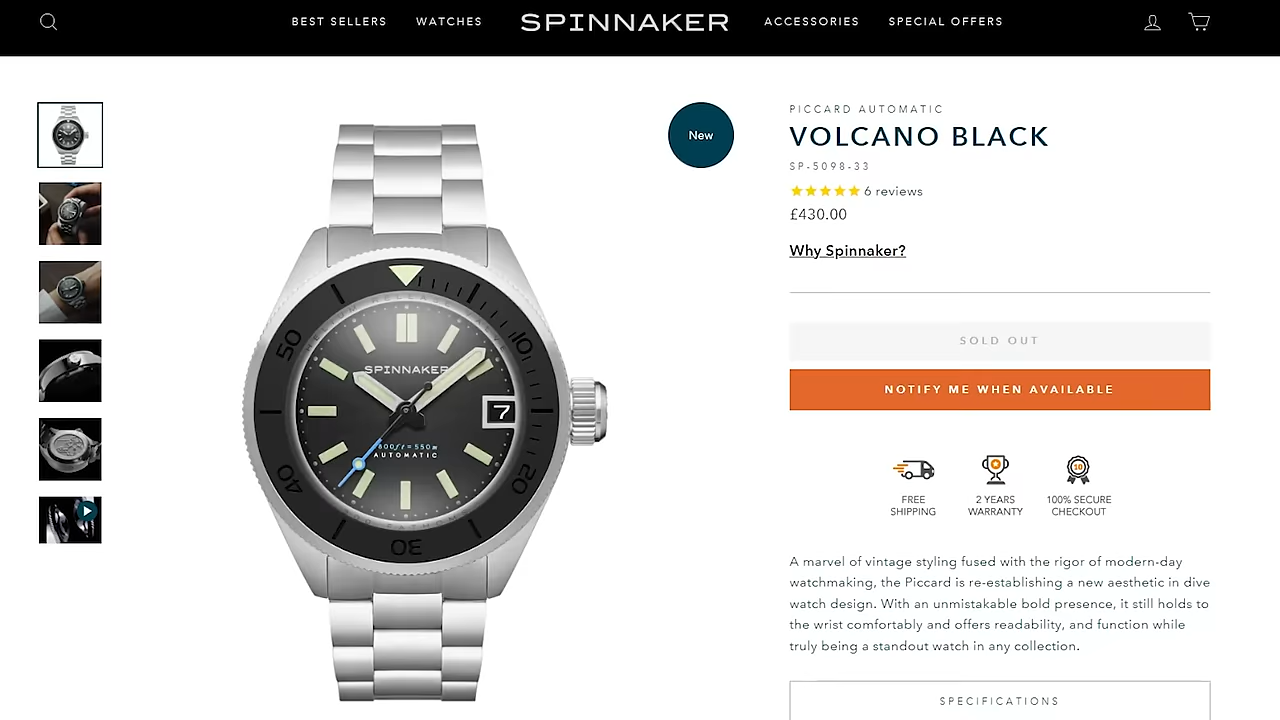 BEST SELLERS
WATCHES
SPINNAKER
ACCESSORIES
SPECIAL OFFERS
New
PICCARD AUTOMATIC
VOLCANO BLACK
SP-5098-33
6 reviews
£430.00
Why Spinnaker?
SOLD OUT
NOTIFY ME WHEN AVAILABLE
10
FREE
SHIPPING
2 YEARS
WARRANTY
100% SECURE
CHECKOUT
A marvel of vintage styling fused with the rigor of modern-day
watchmaking, the Piccard is re-establishing a new aesthetic in dive
watch design. With an unmistakable bold presence, it still holds to
the wrist comfortably and offers readability, and function while
truly being a standout watch in any collection.
SPECIFICATIONS
10
20
30
40
50
SPINNAKER
7
800ft=550m
AUTOMATIC